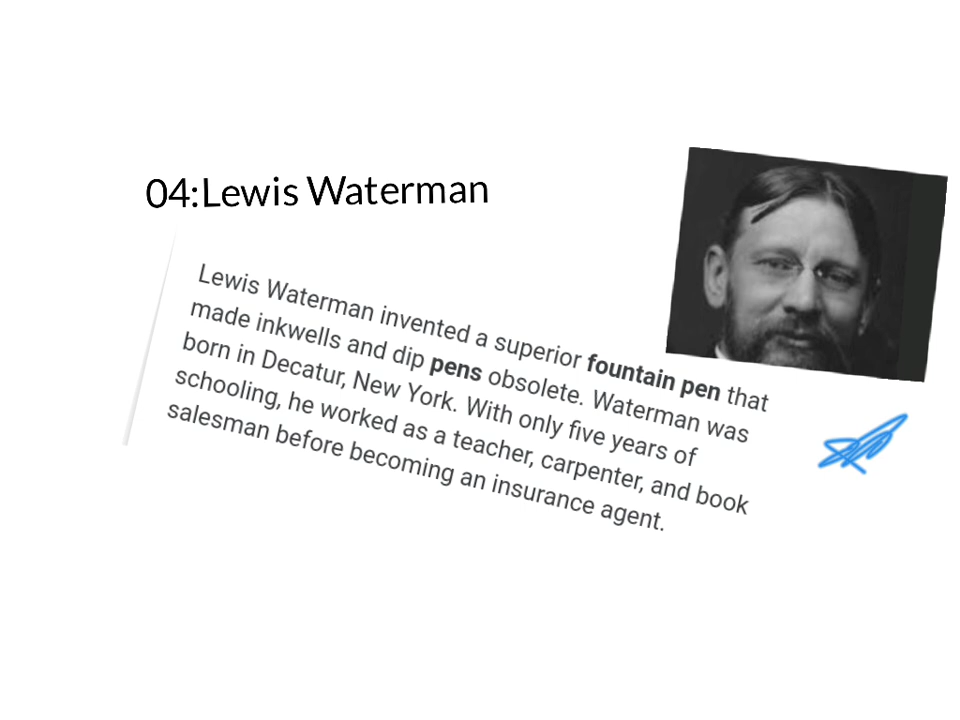 04:Lewis Waterman
Lewis Waterman invented a superior fountain pen that
made inkwells and dip pens obsolete. Waterman was
born in Decatur, New York. With only five years of
schooling, he worked as a teacher, carpenter, and book
salesman before becoming an insurance agent.